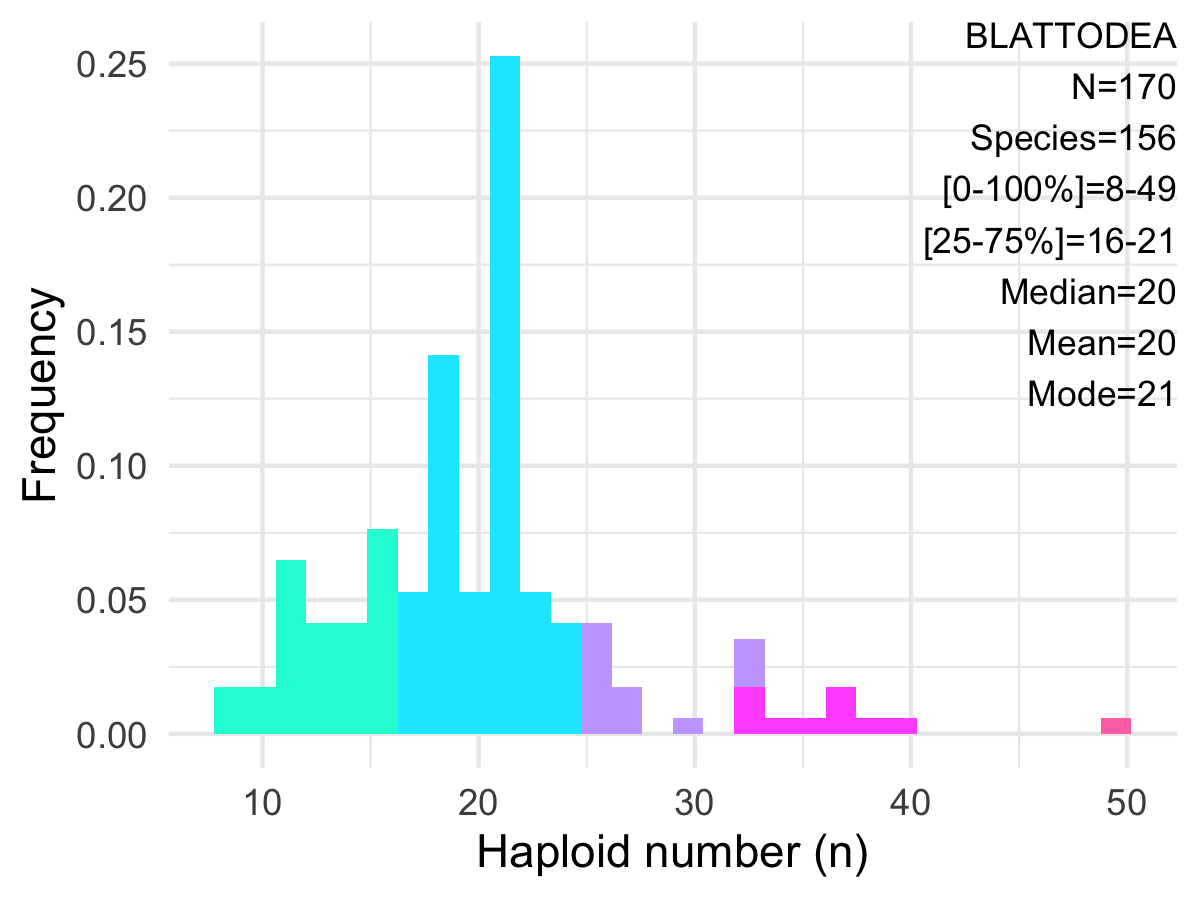 BLATTODEA
N=170
Species=156
[0-100%]=8-49
[25-75%]=16-21
Median=20
Mean=20
Mode=21
Frequency
0.25
0.20
0.15
0.10
0.05
0.00
10 20 30 40 50
Haploid number (n)